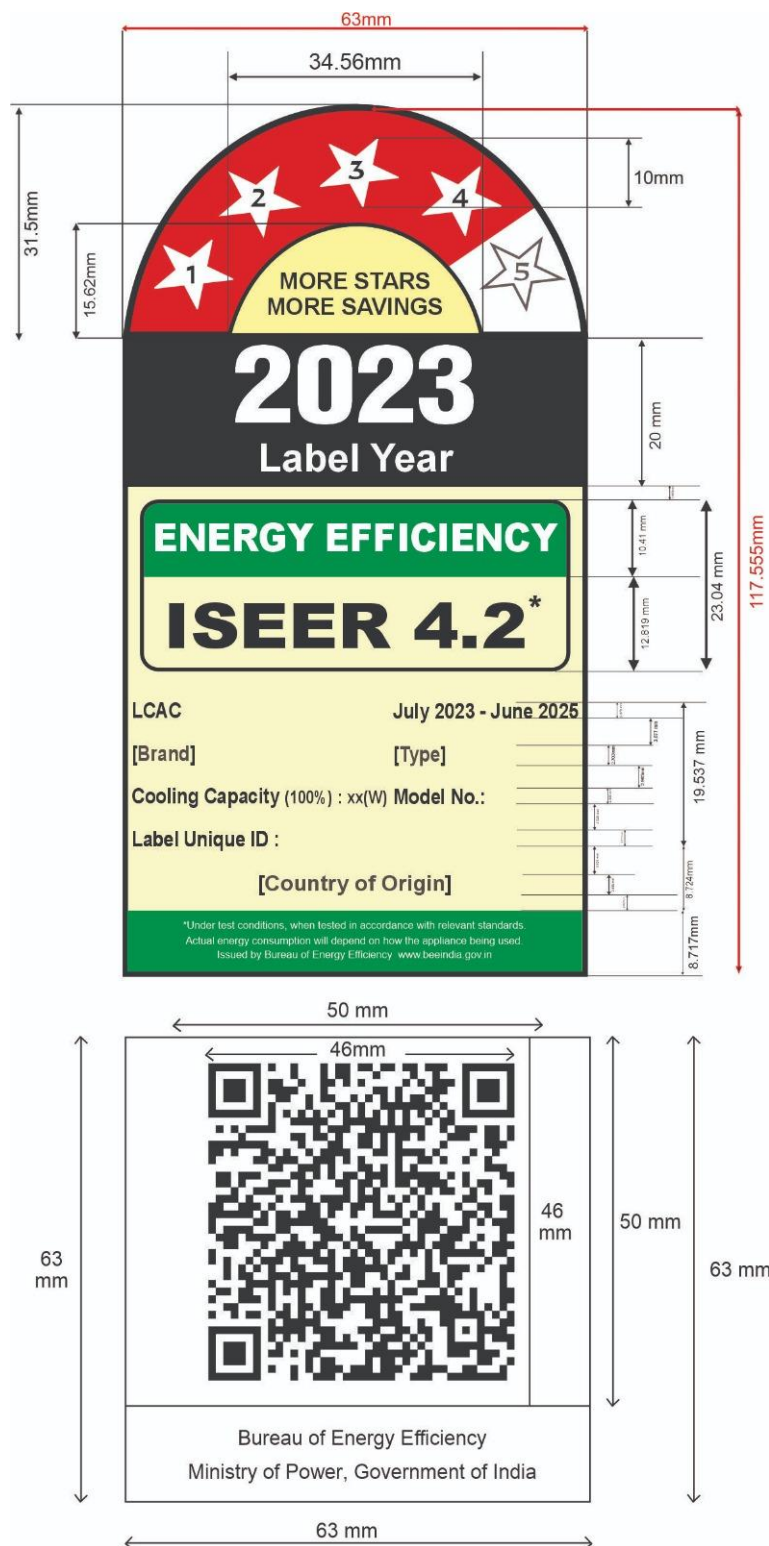 63mm
34.56mm
31.5mm
15.62mm
10mm
1 2 3 4 5
MORE STARS
MORE SAVINGS
2023
Label Year
20 mm
ENERGY EFFICIENCY
10.41 mm
ISEER 4.2*
12.819 mm
23.04 mm
117.555mm
LCAC July 2023 - June 2025
[Brand] [Type]
Cooling Capacity (100%) : xx(W) Model No.:
Label Unique ID :
[Country of Origin]
19.537 mm
8.724mm
8.717mm
*Under test conditions, when tested in accordance with relevant standards.
Actual energy consumption will depend on how the appliance being used.
Issued by Bureau of Energy Efficiency www.beeindia.gov.in
50 mm
46mm
46
mm
50 mm
63
mm
63 mm
Bureau of Energy Efficiency
Ministry of Power, Government of India
63 mm